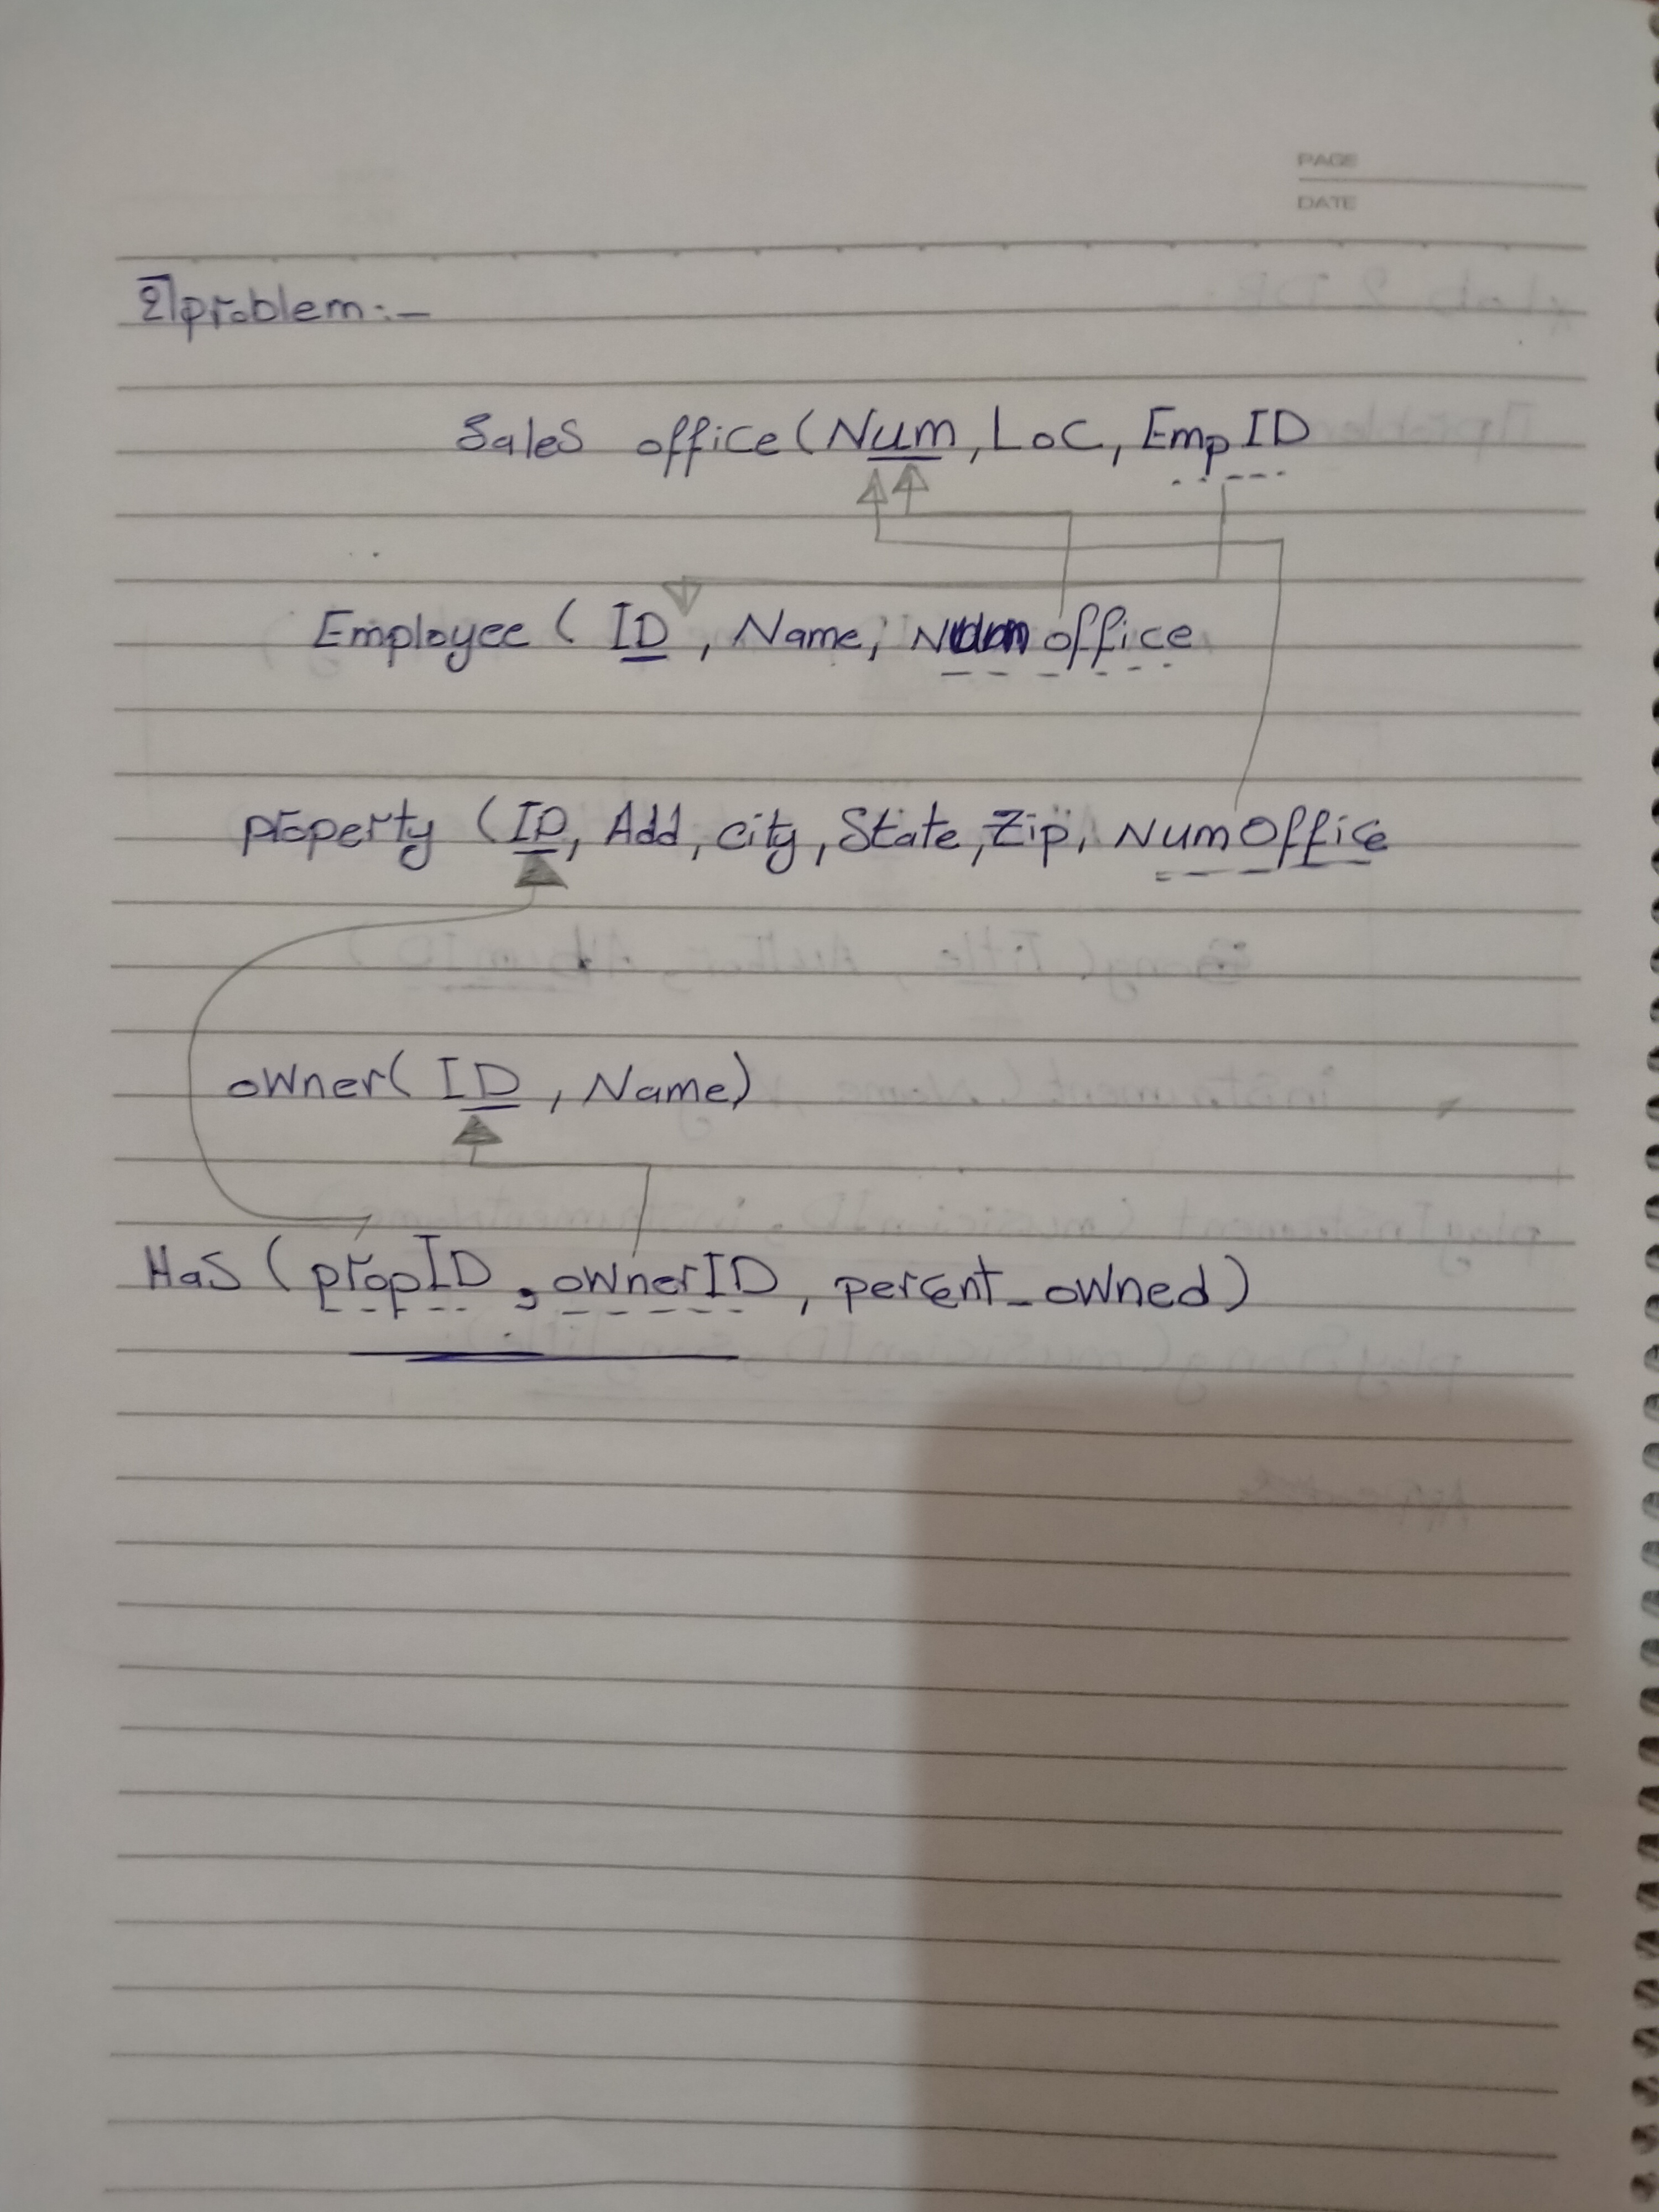 PAGE
DATE
2] problem:-
Sales office (Num, Loc, Emp ID
Employee ( ID, Name, Num office
property (ID, Add, city, State, Zip, NumOffice
owner( ID, Name)
Has (propID, ownerID, percent_owned)